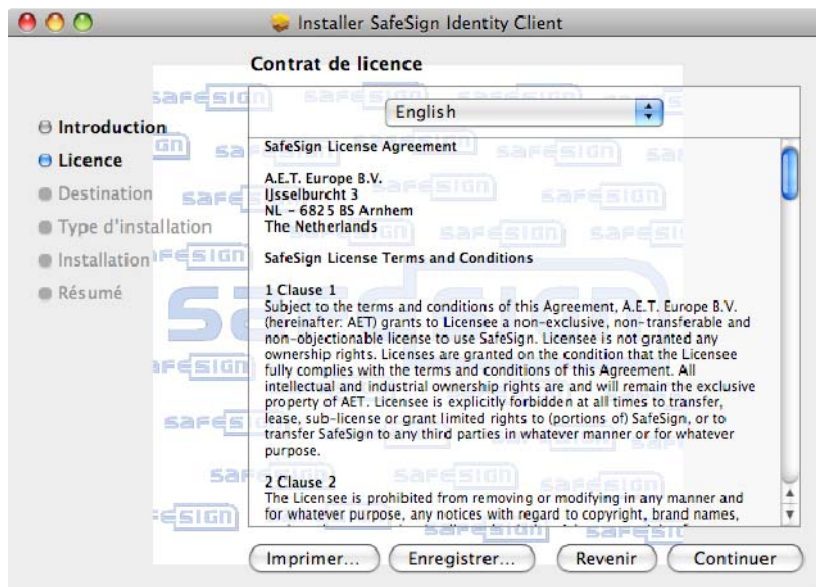 Installer SafeSign Identity Client
Contrat de licence
English
Introduction
Licence
Destination
Type d'installation
Installation
Résumé
SafeSign License Agreement
A.E.T. Europe B.V.
IJsselburcht 3
NL - 6825 BS Arnhem
The Netherlands
SafeSign License Terms and Conditions
1 Clause 1
Subject to the terms and conditions of this Agreement, A.E.T. Europe B.V.
(hereinafter: AET) grants to Licensee a non-exclusive, non-transferable and
non-objectionable license to use SafeSign. Licensee is not granted any
ownership rights. Licenses are granted on the condition that the Licensee
fully complies with the terms and conditions of this Agreement. All
intellectual and industrial ownership rights are and will remain the exclusive
property of AET. Licensee is explicitly forbidden at all times to transfer,
lease, sub-license or grant limited rights to (portions of) SafeSign, or to
transfer SafeSign to any third parties in whatever manner or for whatever
purpose.
2 Clause 2
The Licensee is prohibited from removing or modifying in any manner and
for whatever purpose, any notices with regard to copyright, brand names,
Imprimer...
Enregistrer...
Revenir
Continuer